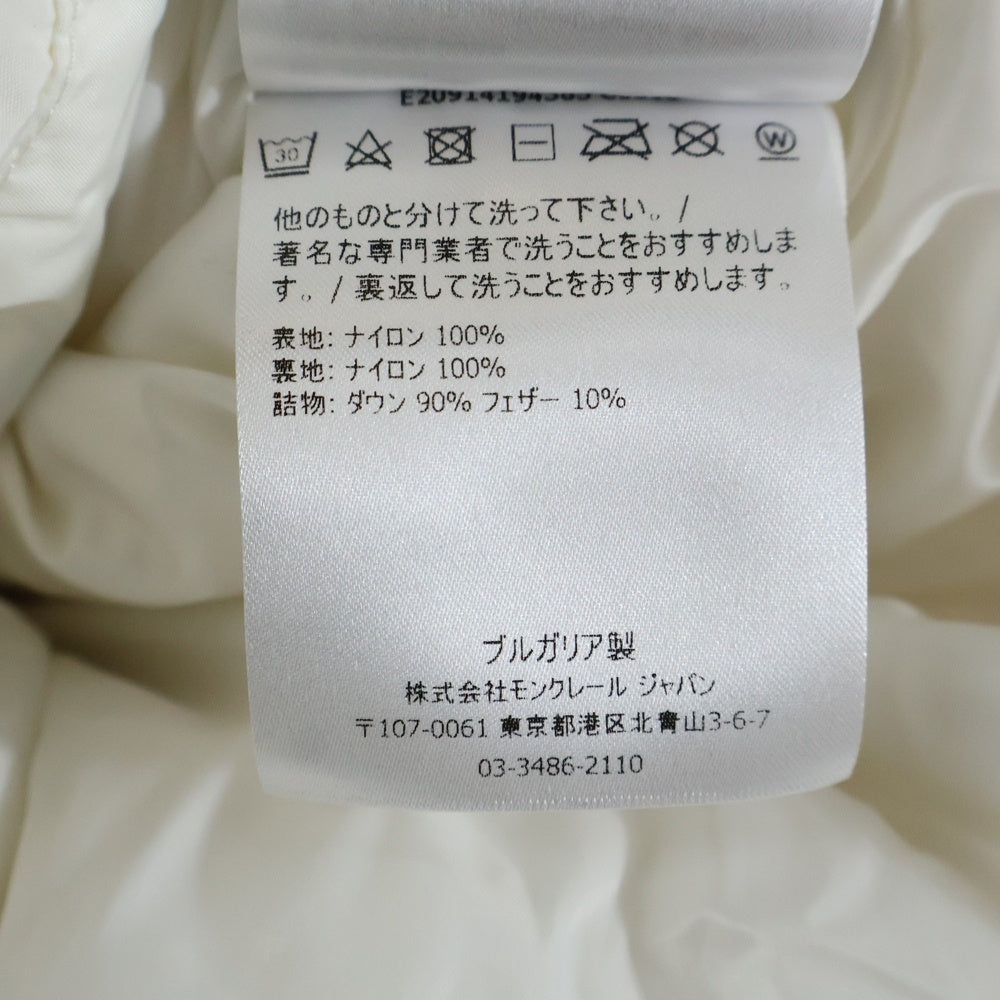 30 W
他のものと分けて洗って下さい。/
著名な専門業者で洗うことをおすすめしま
す。/ 裏返して洗うことをおすすめします。
表地: ナイロン 100%
裏地: ナイロン 100%
詰物: ダウン 90% フェザー 10%
ブルガリア製
株式会社モンクレール ジャパン
〒107-0061 東京都港区北青山3-6-7
03-3486-2110